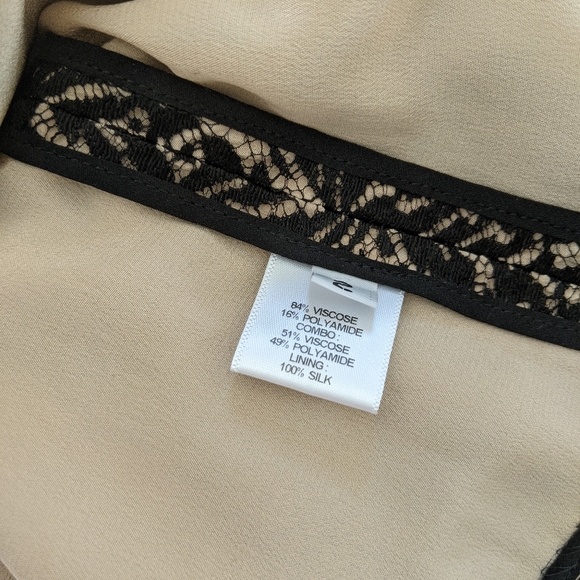 84% VISCOSE
16% POLYAMIDE
COMBO:
51% VISCOSE
49% POLYAMIDE
LINING:
100% SILK